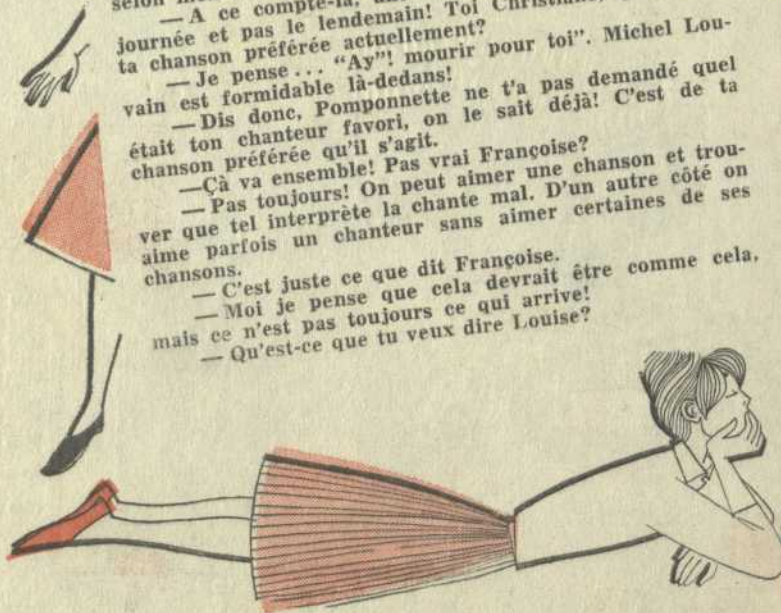 selon
— A ce compte-là,
journée et pas le lendemain! Toi
ta chanson préférée actuellement?
— Je pense... "Ay"! mourir pour toi". Michel Lou-
vain est formidable là-dedans!
— Dis donc, Pomponnette ne t'a pas demandé quel
était ton chanteur favori, on le sait déjà! C'est de ta
chanson préférée qu'il s'agit.
—Çà va ensemble! Pas vrai Françoise?
— Pas toujours! On peut aimer une chanson et trou-
ver que tel interprète la chante mal. D'un autre côté on
aime parfois un chanteur sans aimer certaines de ses
chansons.
— C'est juste ce que dit Françoise.
— Moi je pense que cela devrait être comme cela,
mais ce n'est pas toujours ce qui arrive!
— Qu'est-ce que tu veux dire Louise?